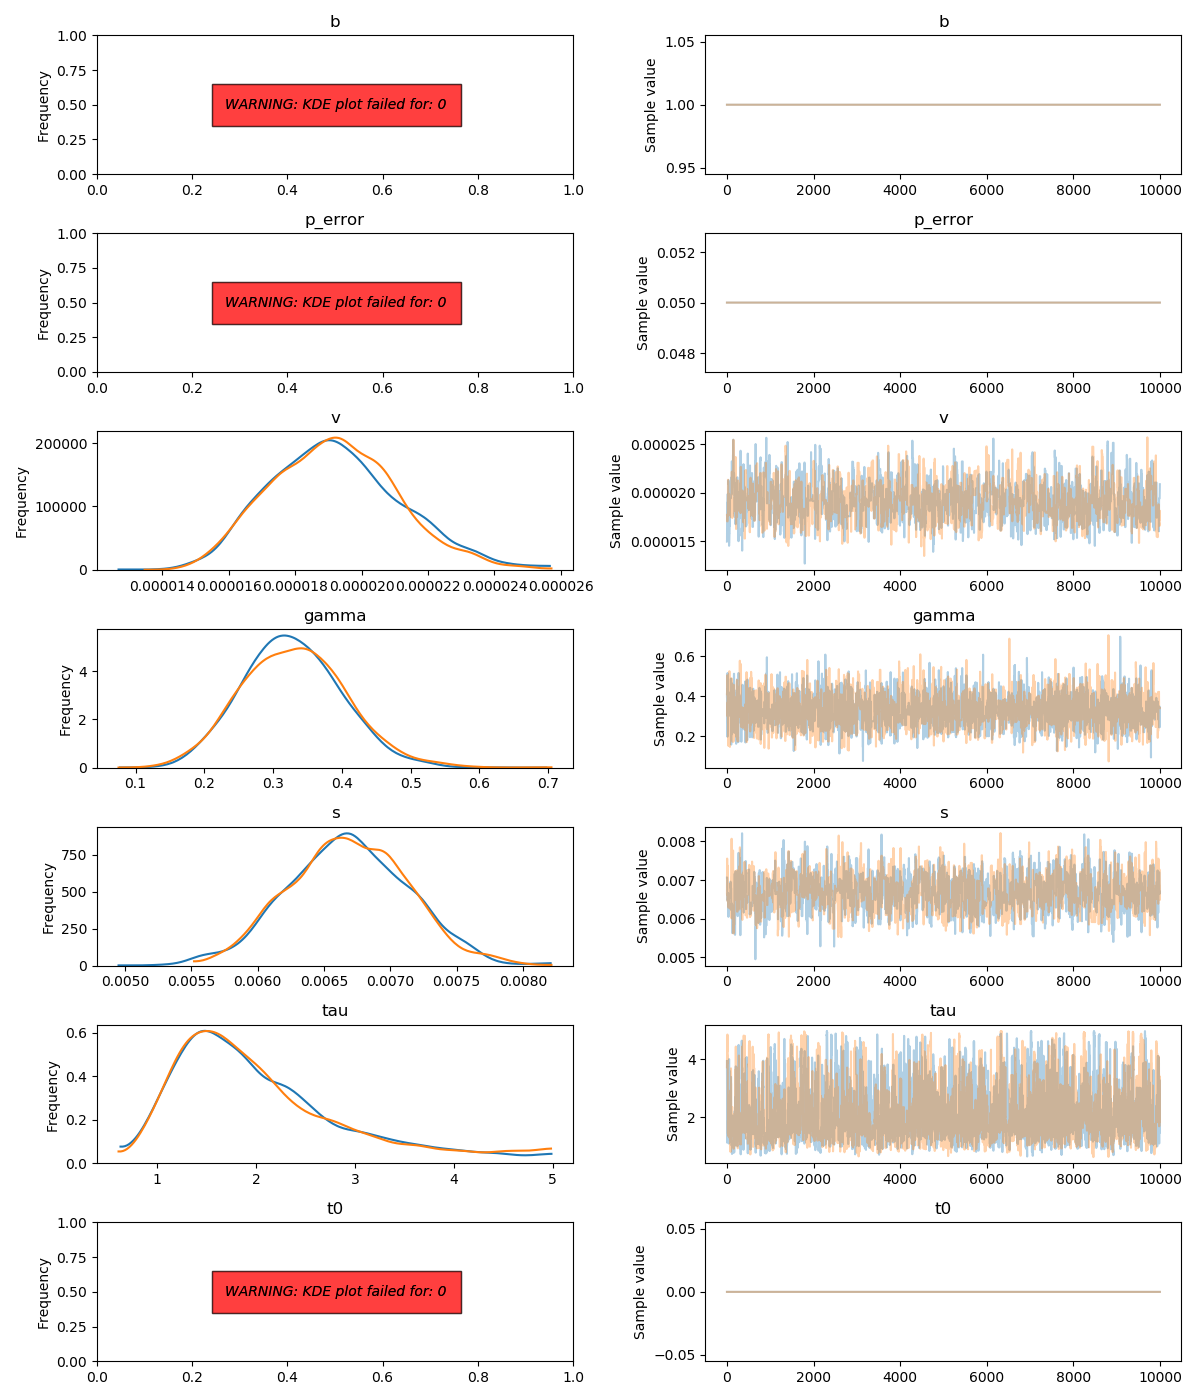 b
1.00
0.75
0.50
0.25
0.00
Frequency
WARNING: KDE plot failed for: 0
0.0 0.2 0.4 0.6 0.8 1.0
b
1.05
1.00
0.95
Sample value
0 2000 4000 6000 8000 10000
p_error
1.00
0.75
0.50
0.25
0.00
Frequency
WARNING: KDE plot failed for: 0
0.0 0.2 0.4 0.6 0.8 1.0
p_error
0.052
0.050
0.048
Sample value
0 2000 4000 6000 8000 10000
v
200000
100000
0
Frequency
0.000014 0.000016 0.000018 0.000020 0.000022 0.000024 0.000026
v
0.000025
0.000020
0.000015
Sample value
0 2000 4000 6000 8000 10000
gamma
4
2
0
Frequency
0.1 0.2 0.3 0.4 0.5 0.6 0.7
gamma
0.6
0.4
0.2
Sample value
0 2000 4000 6000 8000 10000
s
750
500
250
0
Frequency
0.0050 0.0055 0.0060 0.0065 0.0070 0.0075 0.0080
s
0.008
0.007
0.006
0.005
Sample value
0 2000 4000 6000 8000 10000
tau
0.6
0.4
0.2
0.0
Frequency
1 2 3 4 5
tau
4
2
Sample value
0 2000 4000 6000 8000 10000
t0
1.00
0.75
0.50
0.25
0.00
Frequency
WARNING: KDE plot failed for: 0
0.0 0.2 0.4 0.6 0.8 1.0
t0
0.05
0.00
−0.05
Sample value
0 2000 4000 6000 8000 10000